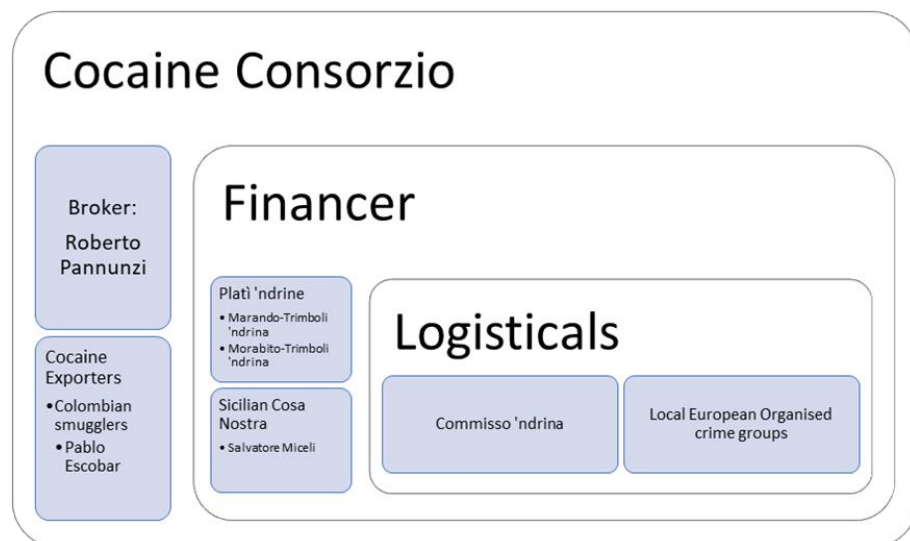 Cocaine Consorzio
Broker:
Roberto
Pannunzi
Cocaine
Exporters
•Colombian
smugglers
•Pablo
Escobar
Financer
Platì 'ndrine
• Marando-Trimboli
'ndrina
• Morabito-Trimboli
'ndrina
Sicilian Cosa
Nostra
• Salvatore Miceli
Logisticals
Commisso 'ndrina
Local European Organised
crime groups